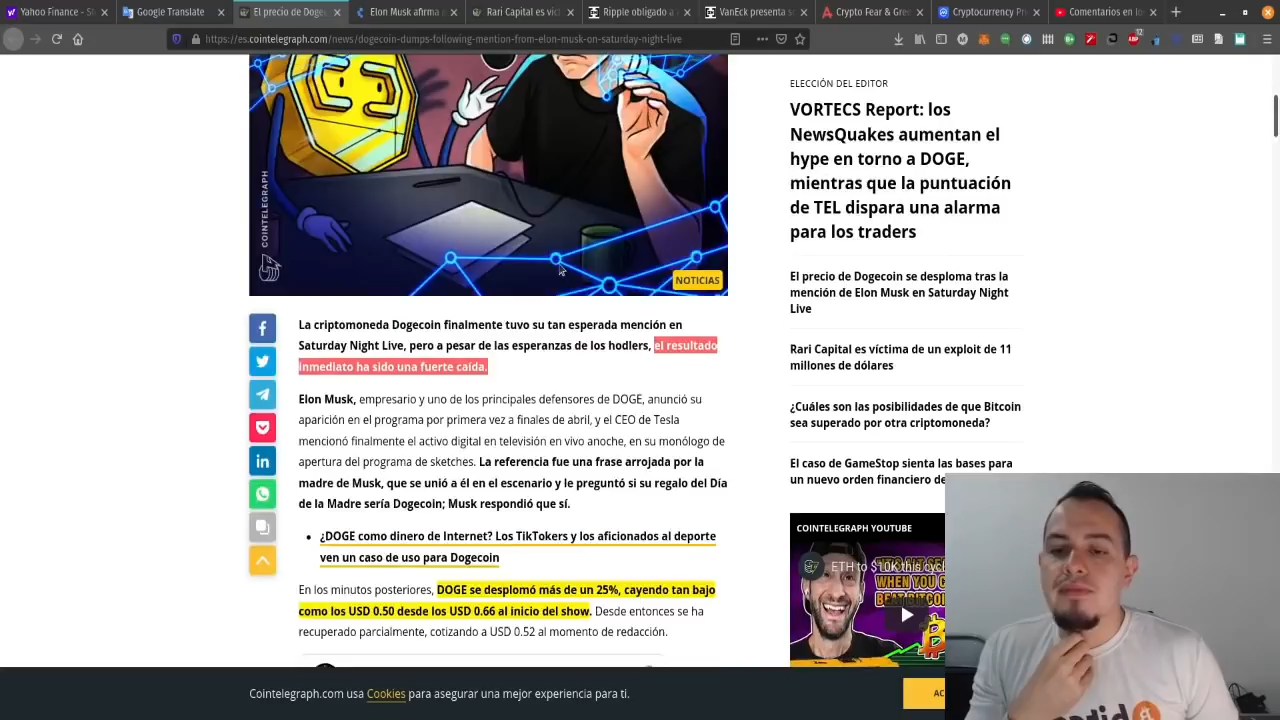 Yahoo Finance - St
Google Translate
El precio de Dogec
Elon Musk afirma
Rari Capital es víct
Ripple obligado a
VanEck presenta s
Crypto Fear & Gre
Cryptocurrency Pr
Comentarios en lo
https://es.cointelegraph.com/news/dogecoin-dumps-following-mention-from-elon-musk-on-saturday-night-live
12
COINTELEGRAPH
NOTICIAS
La criptomoneda Dogecoin finalmente tuvo su tan esperada mención en
Saturday Night Live, pero a pesar de las esperanzas de los hodlers, el resultado
inmediato ha sido una fuerte caída.
Elon Musk, empresario y uno de los principales defensores de DOGE, anunció su
aparición en el programa por primera vez a finales de abril, y el CEO de Tesla
mencionó finalmente el activo digital en televisión en vivo anoche, en su monólogo de
apertura del programa de sketches. La referencia fue una frase arrojada por la
madre de Musk, que se unió a él en el escenario y le preguntó si su regalo del Día
de la Madre sería Dogecoin; Musk respondió que sí.
• ¿DOGE como dinero de Internet? Los TikTokers y los aficionados al deporte
ven un caso de uso para Dogecoin
En los minutos posteriores, DOGE se desplomó más de un 25%, cayendo tan bajo
como los USD 0.50 desde los USD 0.66 al inicio del show. Desde entonces se ha
recuperado parcialmente, cotizando a USD 0.52 al momento de redacción.
ELECCIÓN DEL EDITOR
VORTECS Report: los
NewsQuakes aumentan el
hype en torno a DOGE,
mientras que la puntuación
de TEL dispara una alarma
para los traders
El precio de Dogecoin se desploma tras la
mención de Elon Musk en Saturday Night
Live
Rari Capital es víctima de un exploit de 11
millones de dólares
¿Cuáles son las posibilidades de que Bitcoin
sea superado por otra criptomoneda?
El caso de GameStop sienta las bases para
un nuevo orden financiero de
COINTELEGRAPH YOUTUBE
ETH to $10K this cycl
WHEN YOU C
Cointelegraph.com usa Cookies para asegurar una mejor experiencia para ti.
AC